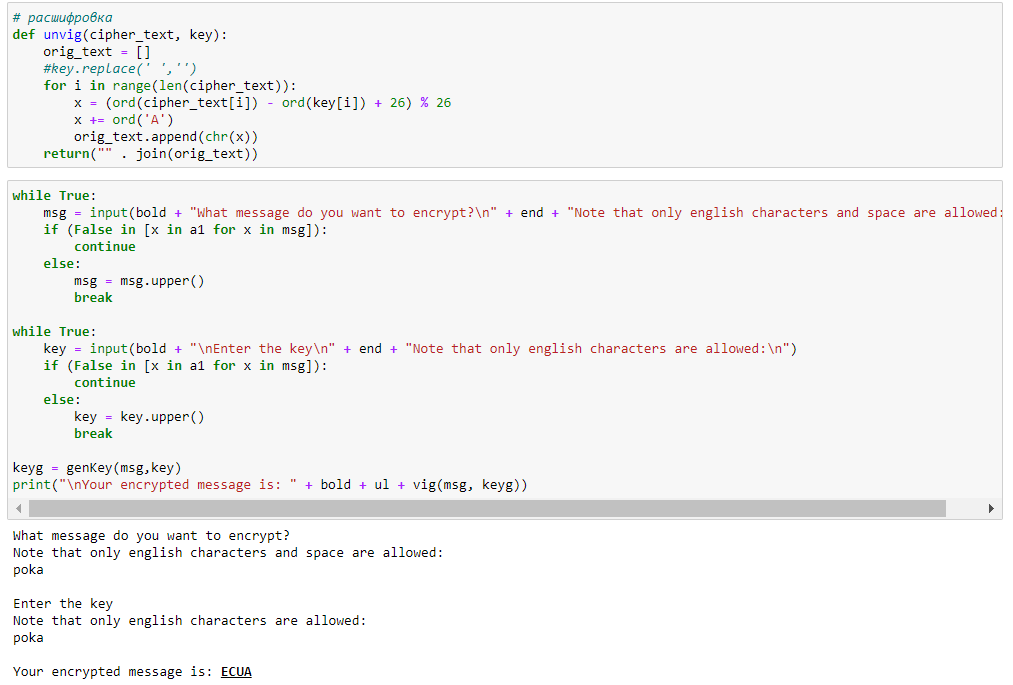 # расшифровка
def unvig(cipher_text, key):
    orig_text = []
    #key.replace(' ','')
    for i in range(len(cipher_text)):
        x = (ord(cipher_text[i]) - ord(key[i]) + 26) % 26
        x += ord('A')
        orig_text.append(chr(x))
    return("" . join(orig_text))
while True:
    msg = input(bold + "What message do you want to encrypt?\n" + end + "Note that only english characters and space are allowed:
    if (False in [x in a1 for x in msg]):
        continue
    else:
        msg = msg.upper()
        break
while True:
    key = input(bold + "\nEnter the key\n" + end + "Note that only english characters are allowed:\n")
    if (False in [x in a1 for x in msg]):
        continue
    else:
        key = key.upper()
        break
keyg = genKey(msg,key)
print("\nYour encrypted message is: " + bold + ul + vig(msg, keyg))
What message do you want to encrypt?
Note that only english characters and space are allowed:
poka
Enter the key
Note that only english characters are allowed:
poka
Your encrypted message is: ECUA